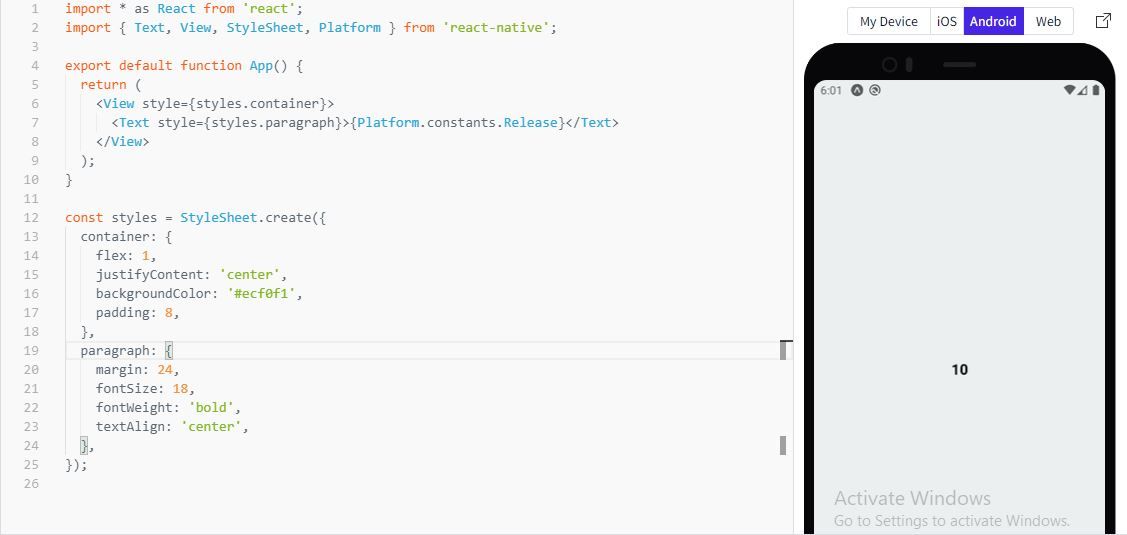 1 import * as React from 'react';
2 import { Text, View, StyleSheet, Platform } from 'react-native';
3
4 export default function App() {
5 return (
6 <View style={styles.container}>
7 <Text style={styles.paragraph}>{Platform.constants.Release}</Text>
8 </View>
9 );
10 }
11
12 const styles = StyleSheet.create({
13 container: {
14 flex: 1,
15 justifyContent: 'center',
16 backgroundColor: '#ecf0f1',
17 padding: 8,
18 },
19 paragraph: {
20 margin: 24,
21 fontSize: 18,
22 fontWeight: 'bold',
23 textAlign: 'center',
24 },
25 });
26
My Device iOS Android Web
6:01
10
Activate Windows
Go to Settings to activate Windows.